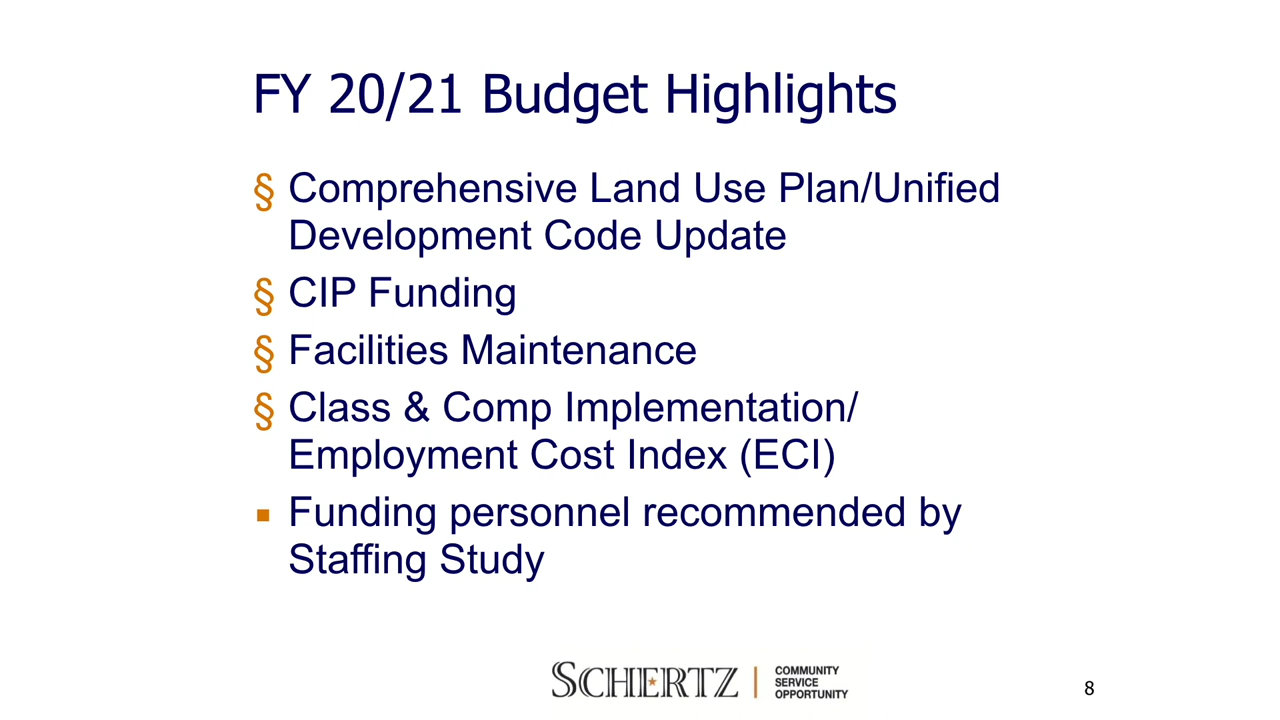 FY 20/21 Budget Highlights
§ Comprehensive Land Use Plan/Unified
Development Code Update
§ CIP Funding
§ Facilities Maintenance
§ Class & Comp Implementation/
Employment Cost Index (ECI)
▪ Funding personnel recommended by
Staffing Study
SCHERTZ | COMMUNITY
SERVICE
OPPORTUNITY
8